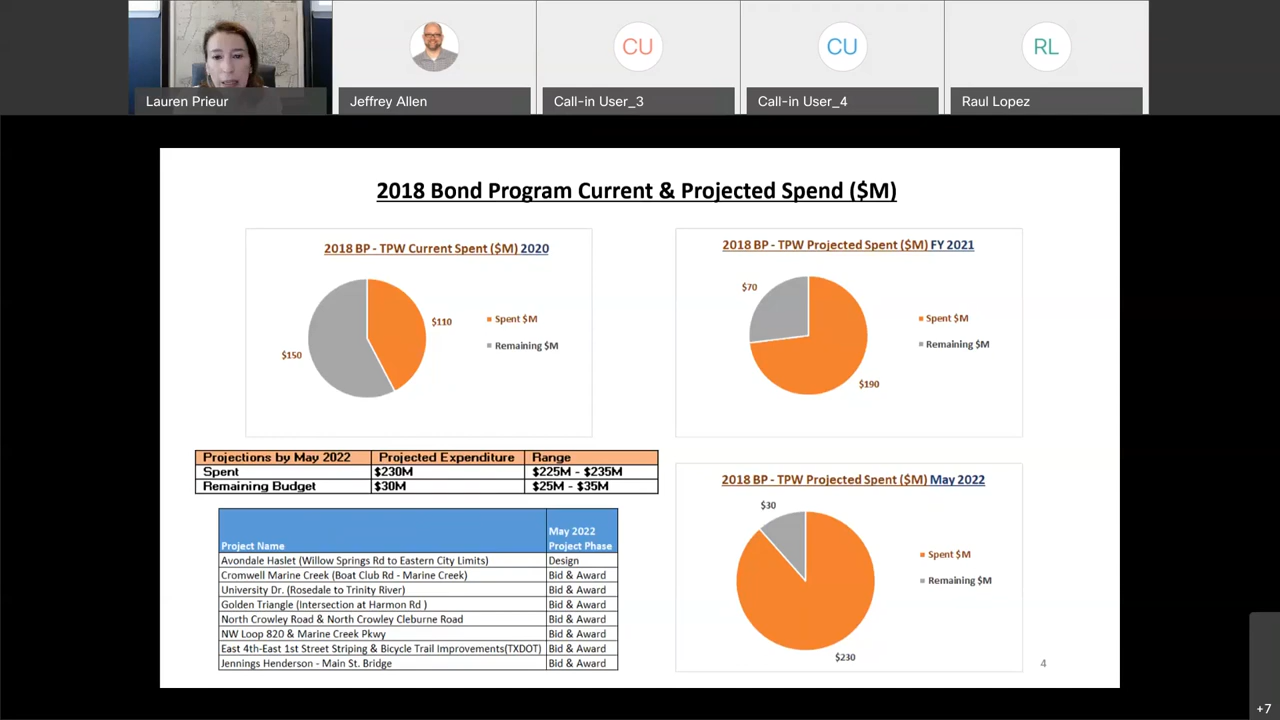 CU
CU
RL
Lauren Prieur
Jeffrey Allen
Call-in User_3
Call-in User_4
Raul Lopez
2018 Bond Program Current & Projected Spend ($M)
2018 BP - TPW Current Spent ($M) 2020
$110
$150
Spent $M
Remaining $M
2018 BP - TPW Projected Spent ($M) FY 2021
$70
$190
Spent $M
Remaining $M
Projections by May 2022 Projected Expenditure Range
Spent $230M $225M - $235M
Remaining Budget $30M $25M - $35M
Project Name May 2022 Project Phase
Avondale Haslet (Willow Springs Rd to Eastern City Limits) Design
Cromwell Marine Creek (Boat Club Rd - Marine Creek) Bid & Award
University Dr. (Rosedale to Trinity River) Bid & Award
Golden Triangle (Intersection at Harmon Rd ) Bid & Award
North Crowley Road & North Crowley Cleburne Road Bid & Award
NW Loop 820 & Marine Creek Pkwy Bid & Award
East 4th-East 1st Street Striping & Bicycle Trail Improvements(TXDOT) Bid & Award
Jennings Henderson - Main St. Bridge Bid & Award
2018 BP - TPW Projected Spent ($M) May 2022
$30
$230
Spent $M
Remaining $M
4
+7